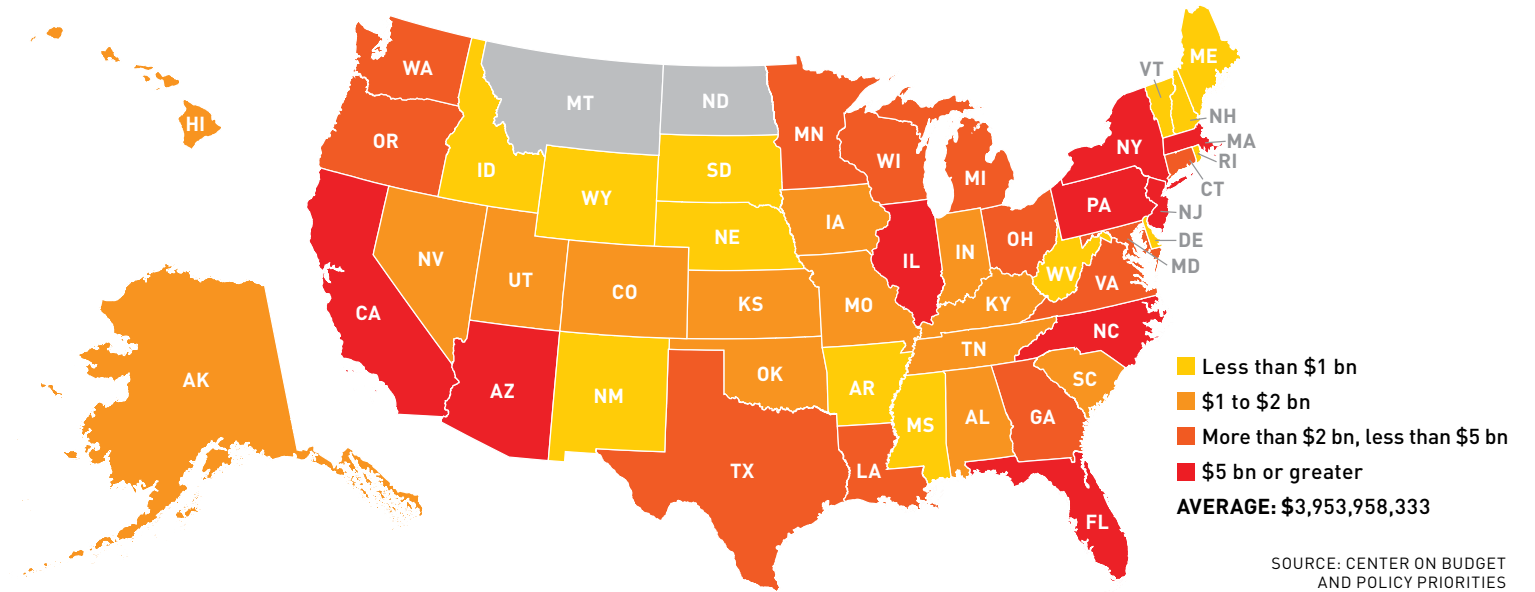 HI
AK
WA
OR
CA
ID
NV
MT
WY
UT
AZ
CO
NM
ND
SD
NE
KS
OK
TX
MN
IA
MO
AR
LA
WI
IL
MI
IN
OH
KY
TN
MS
AL
GA
FL
SC
NC
VA
WV
PA
NY
VT
ME
NH
MA
RI
CT
NJ
DE
MD
Less than $1 bn
$1 to $2 bn
More than $2 bn, less than $5 bn
$5 bn or greater
AVERAGE: $3,953,958,333
SOURCE: CENTER ON BUDGET
AND POLICY PRIORITIES